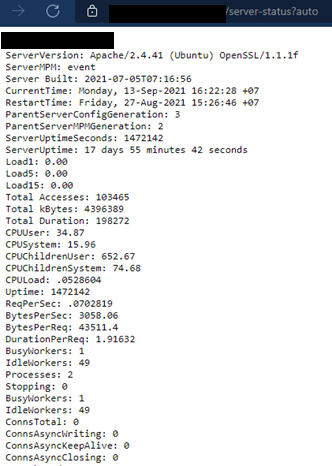 /server-status?auto
ServerVersion: Apache/2.4.41 (Ubuntu) OpenSSL/1.1.1f
ServerMPM: event
Server Built: 2021-07-05T07:16:56
CurrentTime: Monday, 13-Sep-2021 16:22:28 +07
RestartTime: Friday, 27-Aug-2021 15:26:46 +07
ParentServerConfigGeneration: 3
ParentServerMPMGeneration: 2
ServerUptimeSeconds: 1472142
ServerUptime: 17 days 55 minutes 42 seconds
Load1: 0.00
Load5: 0.00
Load15: 0.00
Total Accesses: 103465
Total kBytes: 4396389
Total Duration: 198272
CPUUser: 34.87
CPUSystem: 15.96
CPUChildrenUser: 652.67
CPUChildrenSystem: 74.68
CPULoad: .0528604
Uptime: 1472142
ReqPerSec: .0702819
BytesPerSec: 3058.06
BytesPerReq: 43511.4
DurationPerReq: 1.91632
BusyWorkers: 1
IdleWorkers: 49
Processes: 2
Stopping: 0
BusyWorkers: 1
IdleWorkers: 49
ConnsTotal: 0
ConnsAsyncWriting: 0
ConnsAsyncKeepAlive: 0
ConnsAsyncClosing: 0